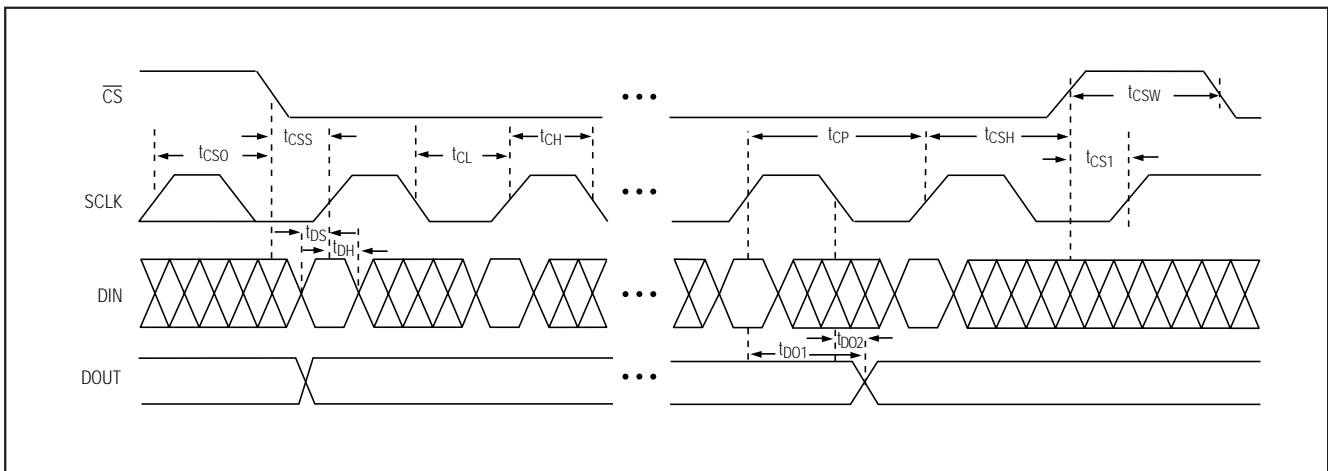 CS
tCSW
tCSS
tCSO
tCL
tCH
tCP
tCSH
tCS1
SCLK
tDS
tDH
DIN
tDO1
tDO2
DOUT